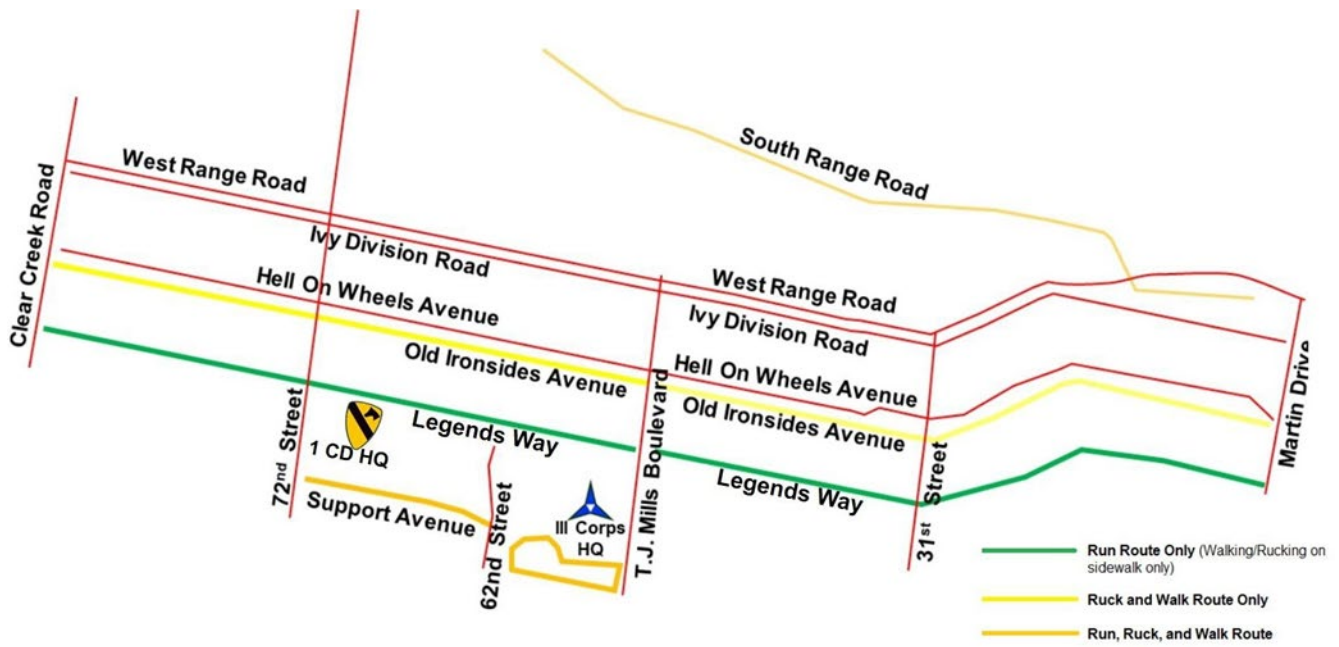 South Range Road
West Range Road
Clear Creek Road
Ivy Division Road
Hell On Wheels Avenue
West Range Road
Ivy Division Road
Old Ironsides Avenue
Hell On Wheels Avenue
Old Ironsides Avenue
Martin Drive
72nd Street
1 CD HQ
Legends Way
T.J. Mills Boulevard
Legends Way
31st Street
Support Avenue
62nd Street
III Corps
HQ
Run Route Only (Walking/Rucking on
sidewalk only)
Ruck and Walk Route Only
Run, Ruck, and Walk Route